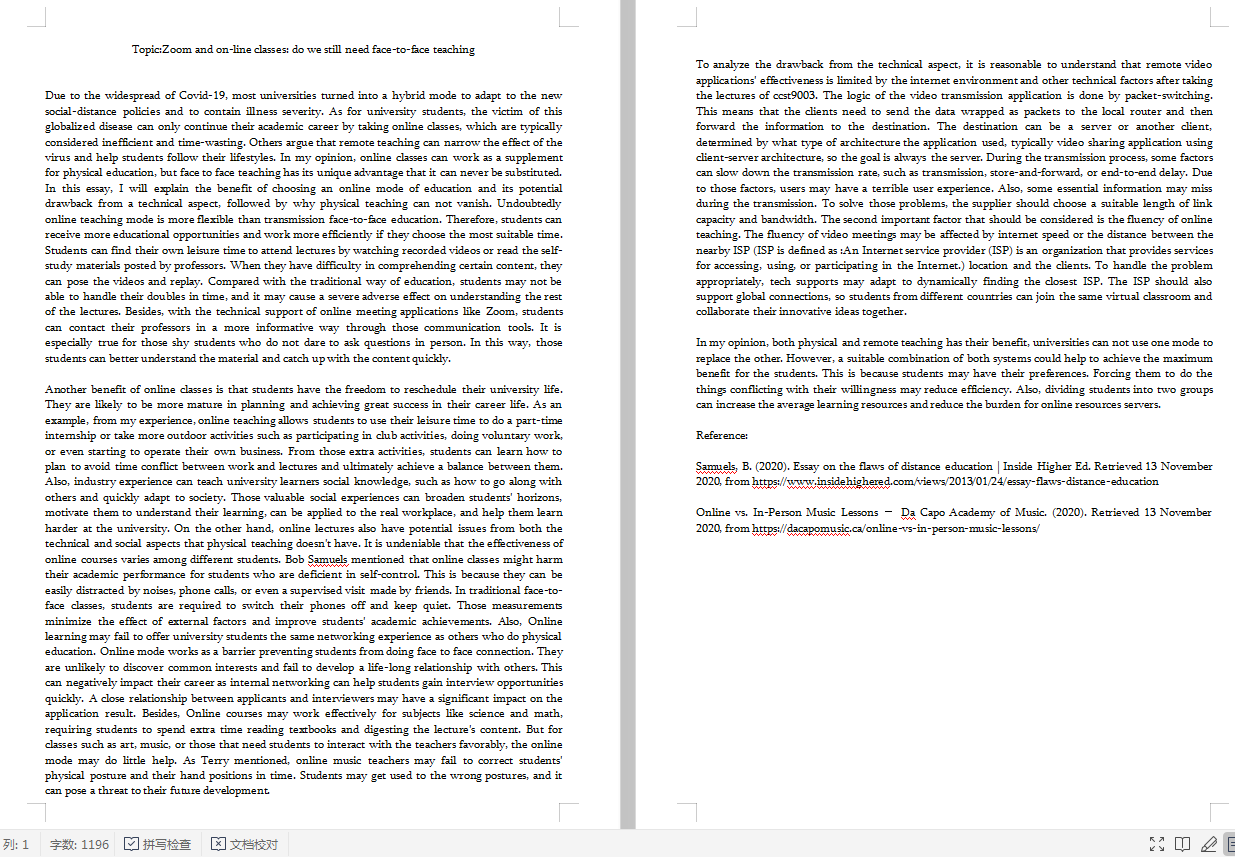 Topic:Zoom and on-line classes: do we still need face-to-face teaching
Due to the widespread of Covid-19, most universities turned into a hybrid mode to adapt to the new
social-distance policies and to contain illness severity. As for university students, the victim of this
globalized disease can only continue their academic career by taking online classes, which are typically
considered inefficient and time-wasting. Others argue that remote teaching can narrow the effect of the
virus and help students follow their lifestyles. In my opinion, online classes can work as a supplement
for physical education, but face to face teaching has its unique advantage that it can never be substituted.
In this essay, I will explain the benefit of choosing an online mode of education and its potential
drawback from a technical aspect, followed by why physical teaching can not vanish. Undoubtedly
online teaching mode is more flexible than transmission face-to-face education. Therefore, students can
receive more educational opportunities and work more efficiently if they choose the most suitable time.
Students can find their own leisure time to attend lectures by watching recorded videos or read the self-
study materials posted by professors. When they have difficulty in comprehending certain content, they
can pose the videos and replay. Compared with the traditional way of education, students may not be
able to handle their doubles in time, and it may cause a severe adverse effect on understanding the rest
of the lectures. Besides, with the technical support of online meeting applications like Zoom, students
can contact their professors in a more informative way through those communication tools. It is
especially true for those shy students who do not dare to ask questions in person. In this way, those
students can better understand the material and catch up with the content quickly.
Another benefit of online classes is that students have the freedom to reschedule their university life.
They are likely to be more mature in planning and achieving great success in their career life. As an
example, from my experience, online teaching allows students to use their leisure time to do a part-time
internship or take more outdoor activities such as participating in club activities, doing voluntary work,
or even starting to operate their own business. From those extra activities, students can learn how to
plan to avoid time conflict between work and lectures and ultimately achieve a balance between them.
Also, industry experience can teach university learners social knowledge, such as how to go along with
others and quickly adapt to society. Those valuable social experiences can broaden students' horizons,
motivate them to understand their learning, can be applied to the real workplace, and help them learn
harder at the university. On the other hand, online lectures also have potential issues from both the
technical and social aspects that physical teaching doesn't have. It is undeniable that the effectiveness of
online courses varies among different students. Bob Samuels mentioned that online classes might harm
their academic performance for students who are deficient in self-control. This is because they can be
easily distracted by noises, phone calls, or even a supervised visit made by friends. In traditional face-to-
face classes, students are required to switch their phones off and keep quiet. Those measurements
minimize the effect of external factors and improve students' academic achievements. Also, Online
learning may fail to offer university students the same networking experience as others who do physical
education. Online mode works as a barrier preventing students from doing face to face connection. They
are unlikely to discover common interests and fail to develop a life-long relationship with others. This
can negatively impact their career as internal networking can help students gain interview opportunities
quickly. A close relationship between applicants and interviewers may have a significant impact on the
application result. Besides, Online courses may work effectively for subjects like science and math,
requiring students to spend extra time reading textbooks and digesting the lecture's content. But for
classes such as art, music, or those that need students to interact with the teachers favorably, the online
mode may do little help. As Terry mentioned, online music teachers may fail to correct students'
physical posture and their hand positions in time. Students may get used to the wrong postures, and it
can pose a threat to their future development.
To analyze the drawback from the technical aspect, it is reasonable to understand that remote video
applications' effectiveness is limited by the internet environment and other technical factors after taking
the lectures of ccst9003. The logic of the video transmission application is done by packet-switching.
This means that the clients need to send the data wrapped as packets to the local router and then
forward the information to the destination. The destination can be a server or another client,
determined by what type of architecture the application used, typically video sharing application using
client-server architecture, so the goal is always the server. During the transmission process, some factors
can slow down the transmission rate, such as transmission, store-and-forward, or end-to-end delay. Due
to those factors, users may have a terrible user experience. Also, some essential information may miss
during the transmission. To solve those problems, the supplier should choose a suitable length of link
capacity and bandwidth. The second important factor that should be considered is the fluency of online
teaching. The fluency of video meetings may be affected by internet speed or the distance between the
nearby ISP (ISP is defined as :An Internet service provider (ISP) is an organization that provides services
for accessing, using, or participating in the Internet.) location and the clients. To handle the problem
appropriately, tech supports may adapt to dynamically finding the closest ISP. The ISP should also
support global connections, so students from different countries can join the same virtual classroom and
collaborate their innovative ideas together.
In my opinion, both physical and remote teaching has their benefit, universities can not use one mode to
replace the other. However, a suitable combination of both systems could help to achieve the maximum
benefit for the students. This is because students may have their preferences. Forcing them to do the
things conflicting with their willingness may reduce efficiency. Also, dividing students into two groups
can increase the average learning resources and reduce the burden for online resources servers.
Reference:
Samuels, B. (2020). Essay on the flaws of distance education | Inside Higher Ed. Retrieved 13 November
2020, from https://www.insidehighered.com/views/2013/01/24/essay-flaws-distance-education
Online vs. In-Person Music Lessons – Da Capo Academy of Music. (2020). Retrieved 13 November
2020, from https://dacapomusic.ca/online-vs-in-person-music-lessons/
列: 1 字数: 1196 拼写检查 文档校对